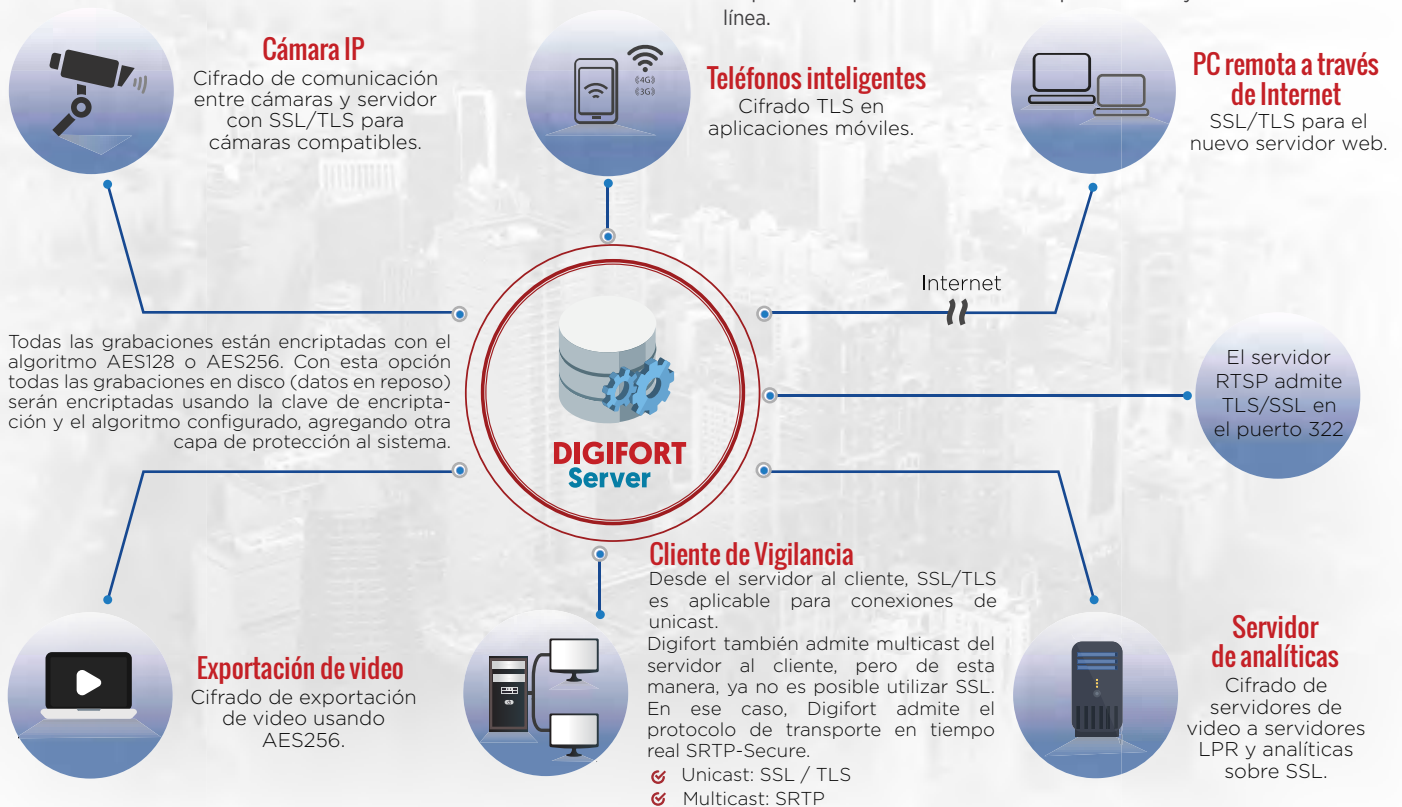 línea.
Cámara IP
Cifrado de comunicación
entre cámaras y servidor
con SSL/TLS para
cámaras compatibles.
((4G))
((3G))
Teléfonos inteligentes
Cifrado TLS en
aplicaciones móviles.
PC remota a través
de Internet
SSL/TLS para el
nuevo servidor web.
Internet
Todas las grabaciones están encriptadas con el
algoritmo AES128 o AES256. Con esta opción
todas las grabaciones en disco (datos en reposo)
serán encriptadas usando la clave de encripta-
ción y el algoritmo configurado, agregando otra
capa de protección al sistema.
DIGIFORT
Server
El servidor
RTSP admite
TLS/SSL en
el puerto 322
Exportación de video
Cifrado de exportación
de video usando
AES256.
Cliente de Vigilancia
Desde el servidor al cliente, SSL/TLS
es aplicable para conexiones de
unicast.
Digifort también admite multicast del
servidor al cliente, pero de esta
manera, ya no es posible utilizar SSL.
En ese caso, Digifort admite el
protocolo de transporte en tiempo
real SRTP-Secure.
Unicast: SSL / TLS
Multicast: SRTP
Servidor
de analíticas
Cifrado de
servidores de
video a servidores
LPR y analíticas
sobre SSL.